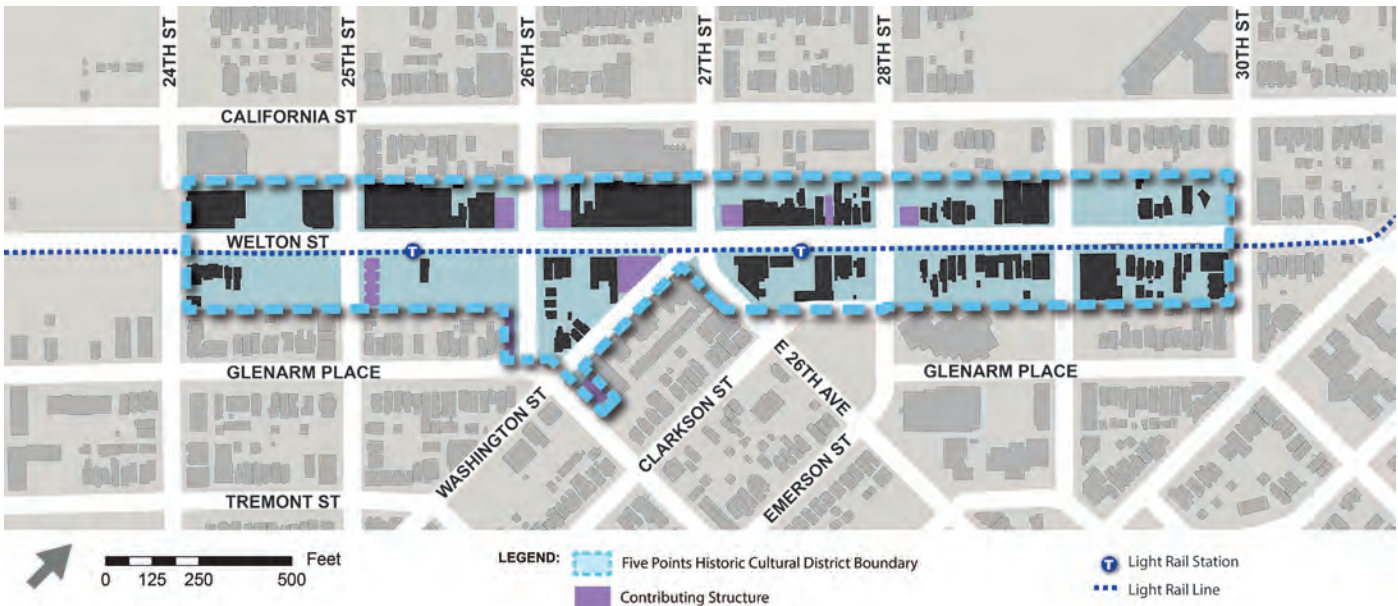 24TH ST
25TH ST
26TH ST
27TH ST
28TH ST
30TH ST
CALIFORNIA ST
WELTON ST
T
T
GLENARM PLACE
GLENARM PLACE
WASHINGTON ST
CLARKSON ST
E 26TH AVE
EMERSON ST
TREMONT ST
Feet
0 125 250 500
LEGEND:
Five Points Historic Cultural District Boundary
Contributing Structure
T Light Rail Station
Light Rail Line